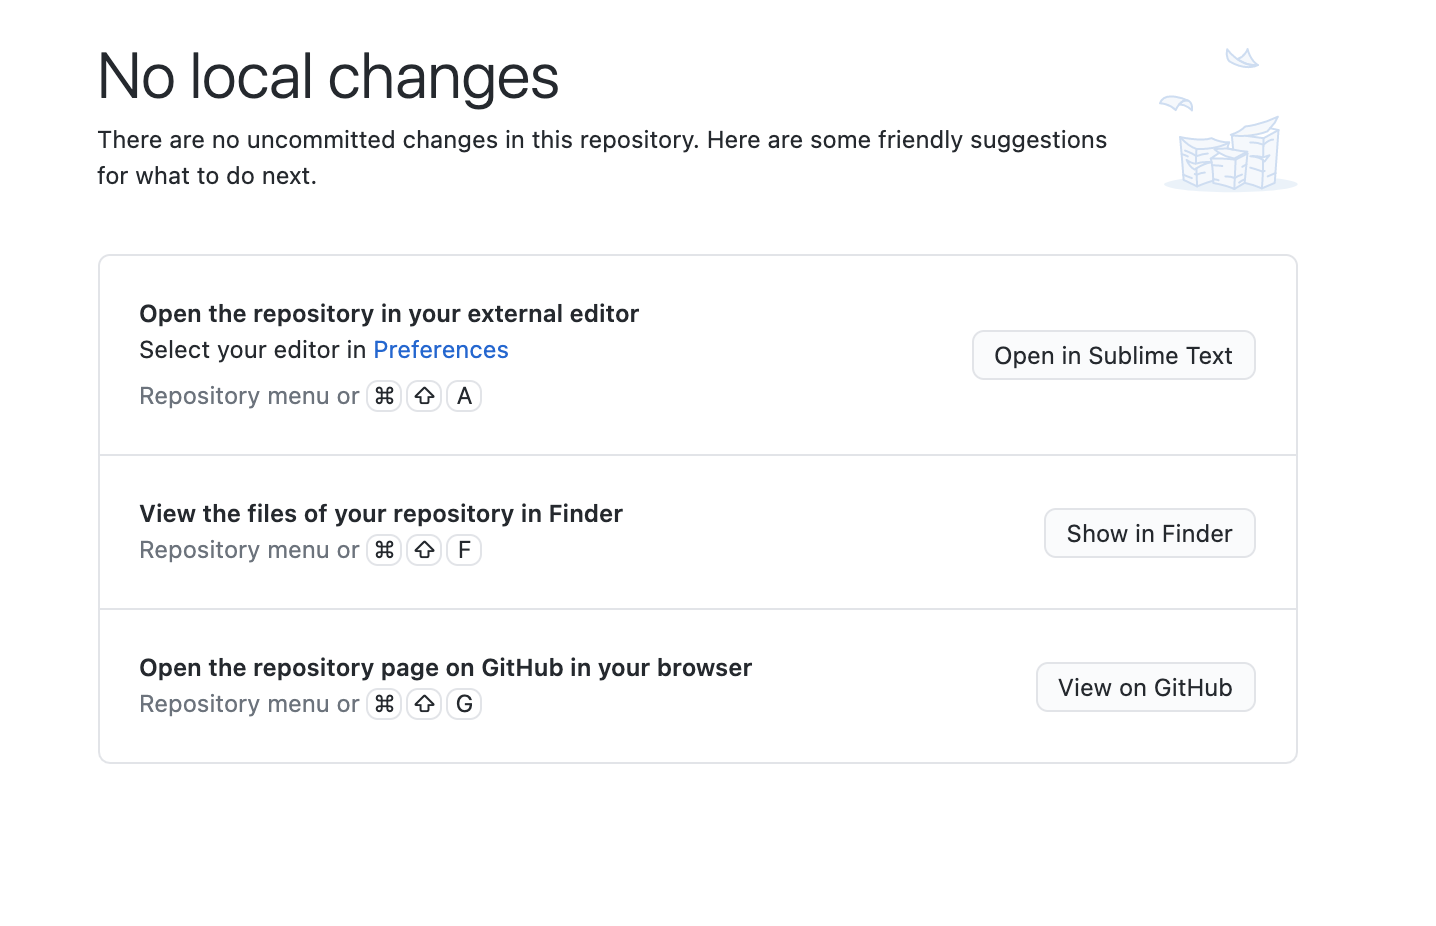 No local changes
There are no uncommitted changes in this repository. Here are some friendly suggestions
for what to do next.
Open the repository in your external editor
Select your editor in Preferences
Open in Sublime Text
Repository menu or ⌘ ⇧ A
View the files of your repository in Finder
Show in Finder
Repository menu or ⌘ ⇧ F
Open the repository page on GitHub in your browser
View on GitHub
Repository menu or ⌘ ⇧ G